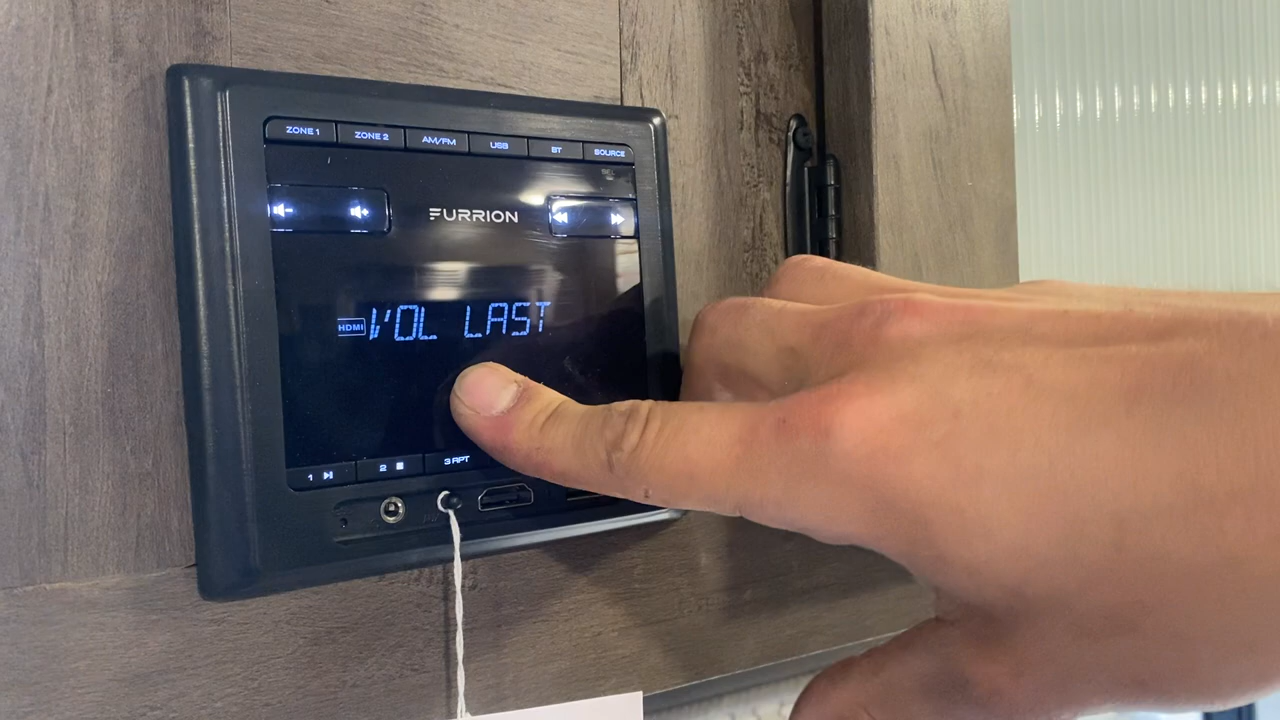 ZONE 1 ZONE 2 AM/FM USB BT SOURCE
SEL
FURRION
HDMI VOL LAST
1 2 3 RPT